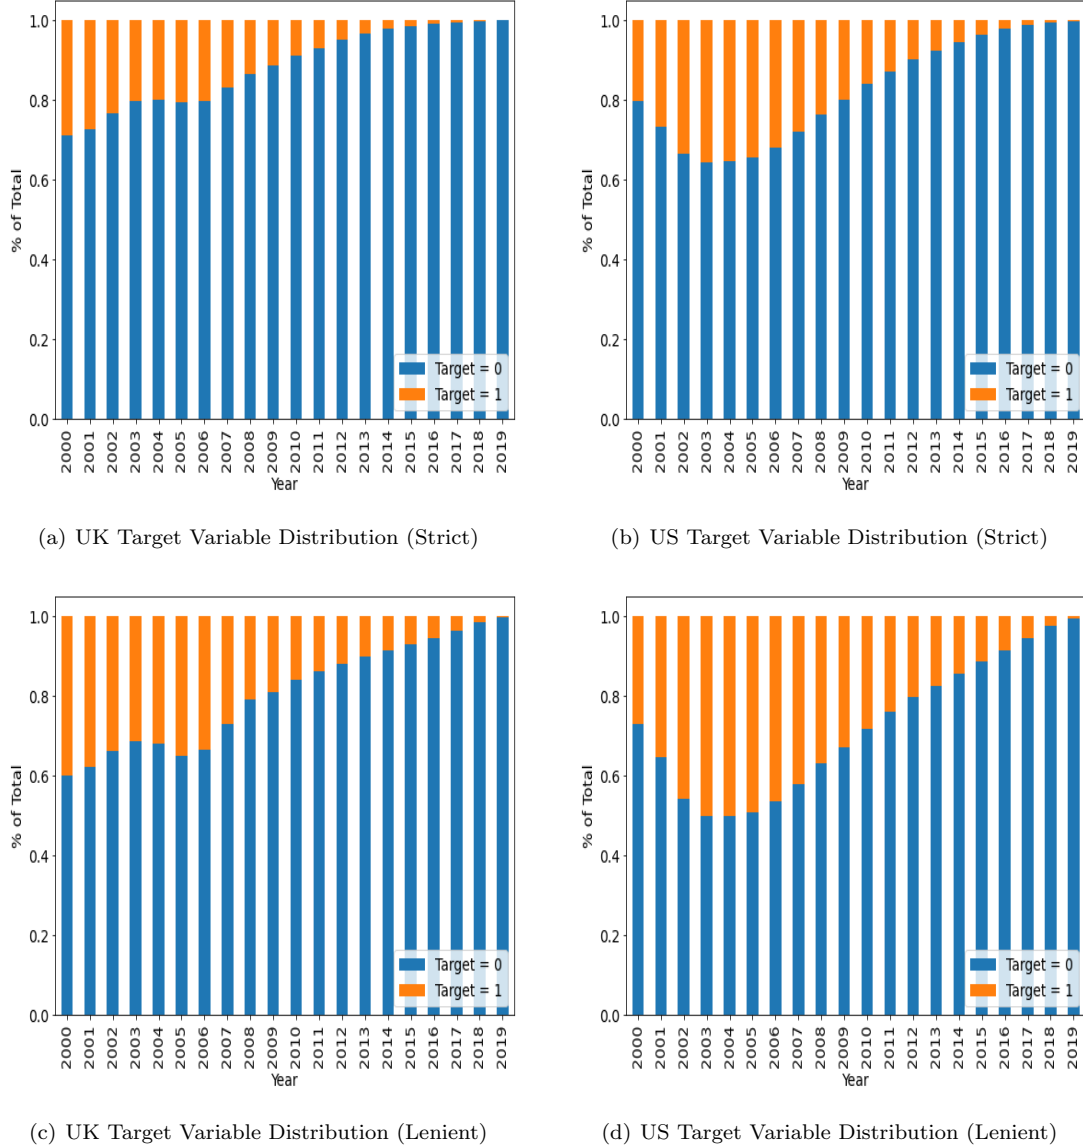 1.0
0.8
0.6
0.4
0.2
0.0
% of Total
Target = 0
Target = 1
2000 2001 2002 2003 2004 2005 2006 2007 2008 2009 2010 2011 2012 2013 2014 2015 2016 2017 2018 2019
Year
(a) UK Target Variable Distribution (Strict)
1.0
0.8
0.6
0.4
0.2
0.0
% of Total
Target = 0
Target = 1
2000 2001 2002 2003 2004 2005 2006 2007 2008 2009 2010 2011 2012 2013 2014 2015 2016 2017 2018 2019
Year
(b) US Target Variable Distribution (Strict)
1.0
0.8
0.6
0.4
0.2
0.0
% of Total
Target = 0
Target = 1
2000 2001 2002 2003 2004 2005 2006 2007 2008 2009 2010 2011 2012 2013 2014 2015 2016 2017 2018 2019
Year
(c) UK Target Variable Distribution (Lenient)
1.0
0.8
0.6
0.4
0.2
0.0
% of Total
Target = 0
Target = 1
2000 2001 2002 2003 2004 2005 2006 2007 2008 2009 2010 2011 2012 2013 2014 2015 2016 2017 2018 2019
Year
(d) US Target Variable Distribution (Lenient)